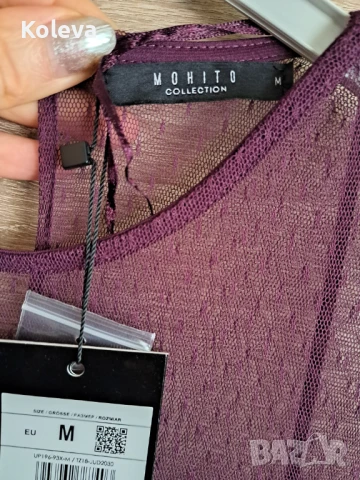 Koleva
MOHITO
COLLECTION
M
SIZE / GRÖSSE / РАЗМЕР / ROZMIAR
EU M
BAZAR